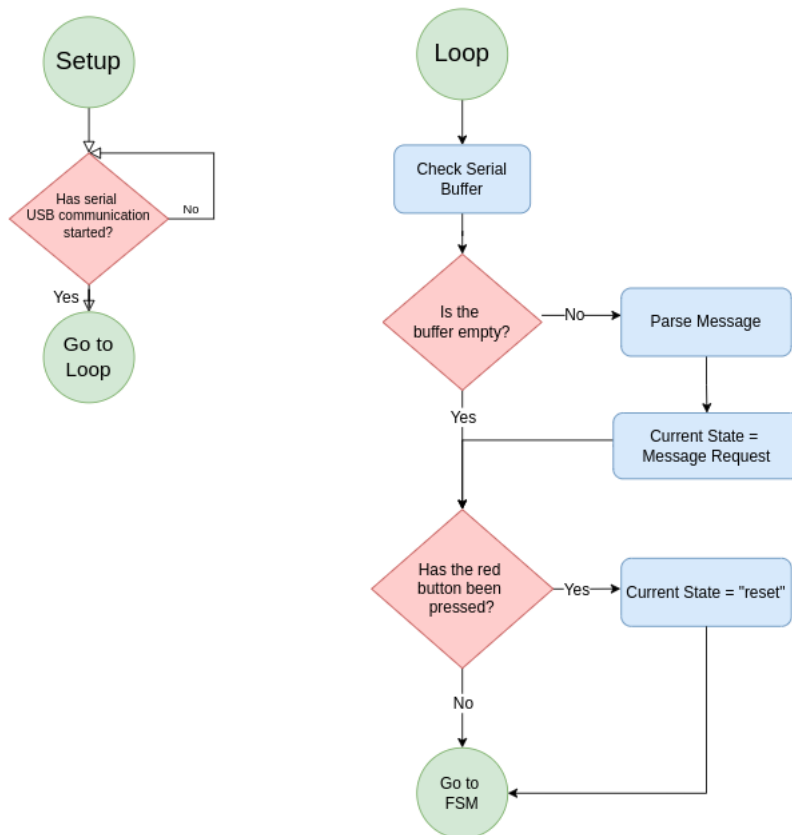 Setup
Has serial
USB communication
started?
No
Yes
Go to
Loop
Loop
Check Serial
Buffer
Is the
buffer empty?
No
Parse Message
Yes
Current State =
Message Request
Has the red
button been
pressed?
Yes
Current State = "reset"
No
Go to
FSM